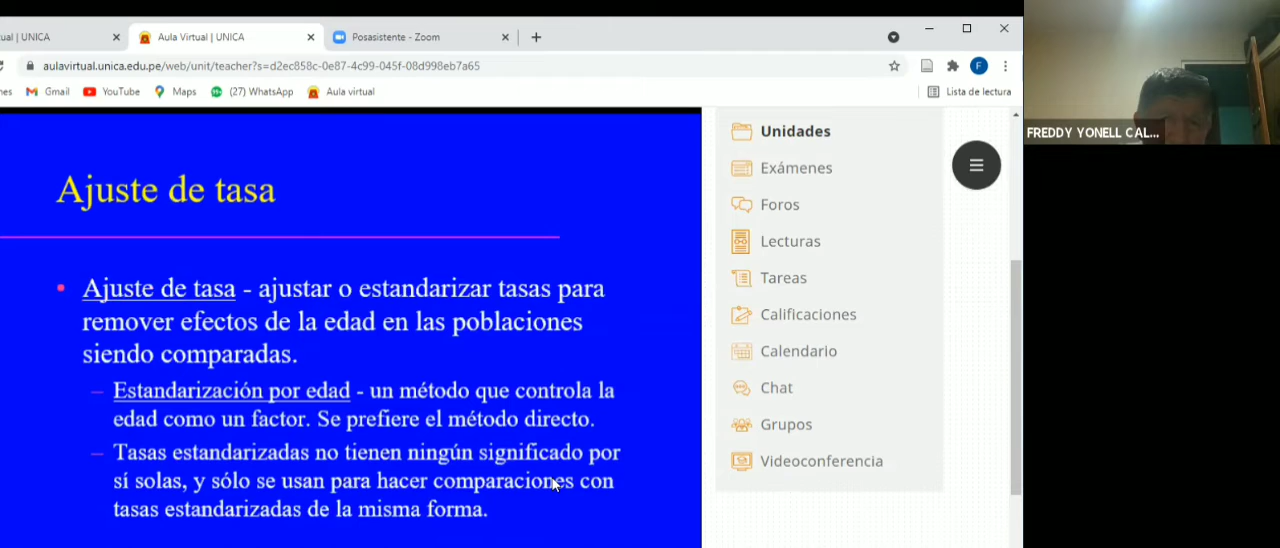 ual | UNICA
Aula Virtual | UNICA
Posasistente - Zoom
aulavirtual.unica.edu.pe/web/unit/teacher?s=d2ec858c-0e87-4c99-045f-08d998eb7a65
F
nes
Gmail
YouTube
Maps
99+
(27) WhatsApp
Aula virtual
Lista de lectura
Ajuste de tasa
• Ajuste de tasa - ajustar o estandarizar tasas para
remover efectos de la edad en las poblaciones
siendo comparadas.
– Estandarización por edad - un método que controla la
edad como un factor. Se prefiere el método directo.
– Tasas estandarizadas no tienen ningún significado por
sí solas, y sólo se usan para hacer comparaciones con
tasas estandarizadas de la misma forma.
Unidades
Exámenes
Foros
Lecturas
Tareas
Calificaciones
Calendario
Chat
Grupos
Videoconferencia
FREDDY YONELL CAL...